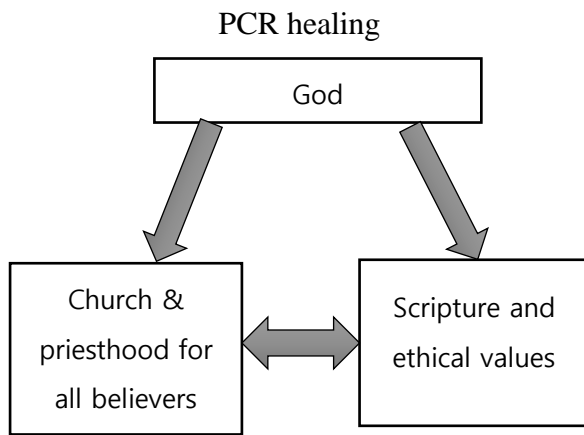 PCR healing
God
Church &
priesthood for
all believers
Scripture and
ethical values